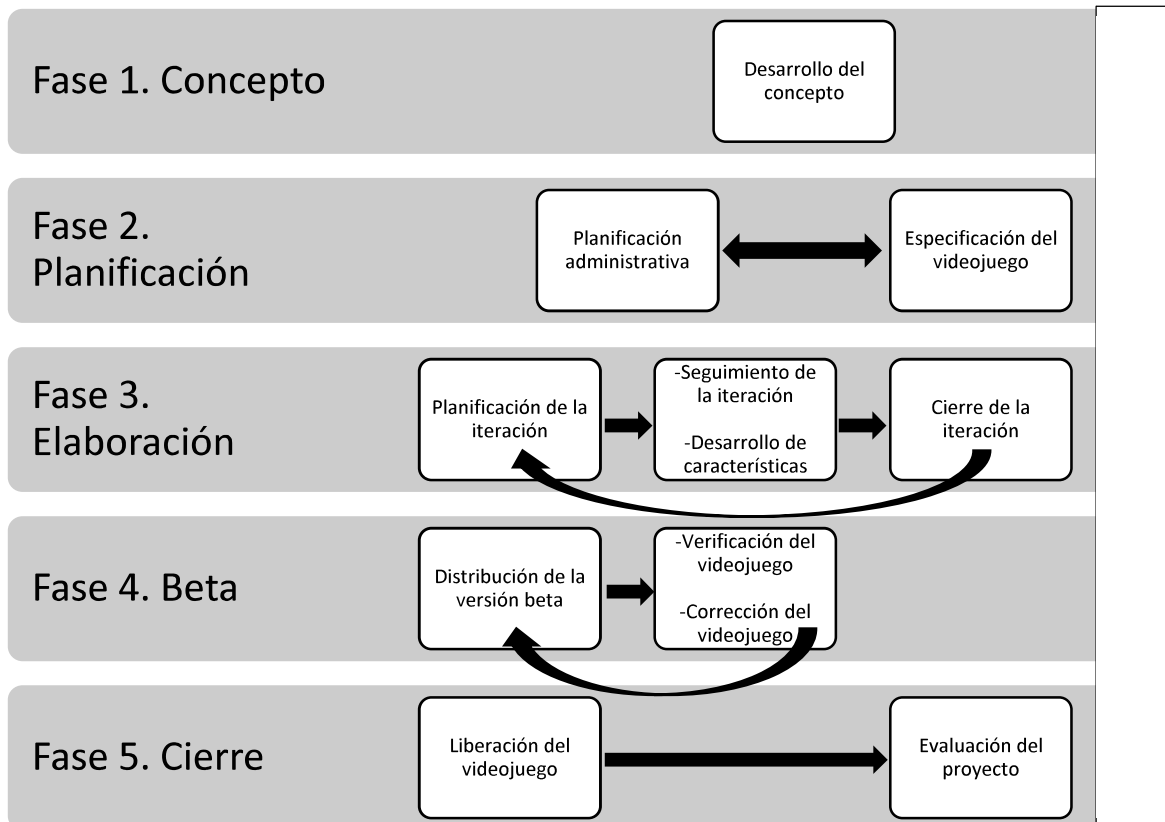 Fase 1. Concepto
Desarrollo del
concepto
Fase 2.
Planificación
Planificación
administrativa
Especificación del
videojuego
Fase 3.
Elaboración
Planificación de la
iteración
-Seguimiento de
la iteración
-Desarrollo de
características
Cierre de la
iteración
Fase 4. Beta
Distribución de la
versión beta
-Verificación del
videojuego
-Corrección del
videojuego
Fase 5. Cierre
Liberación del
videojuego
Evaluación del
proyecto